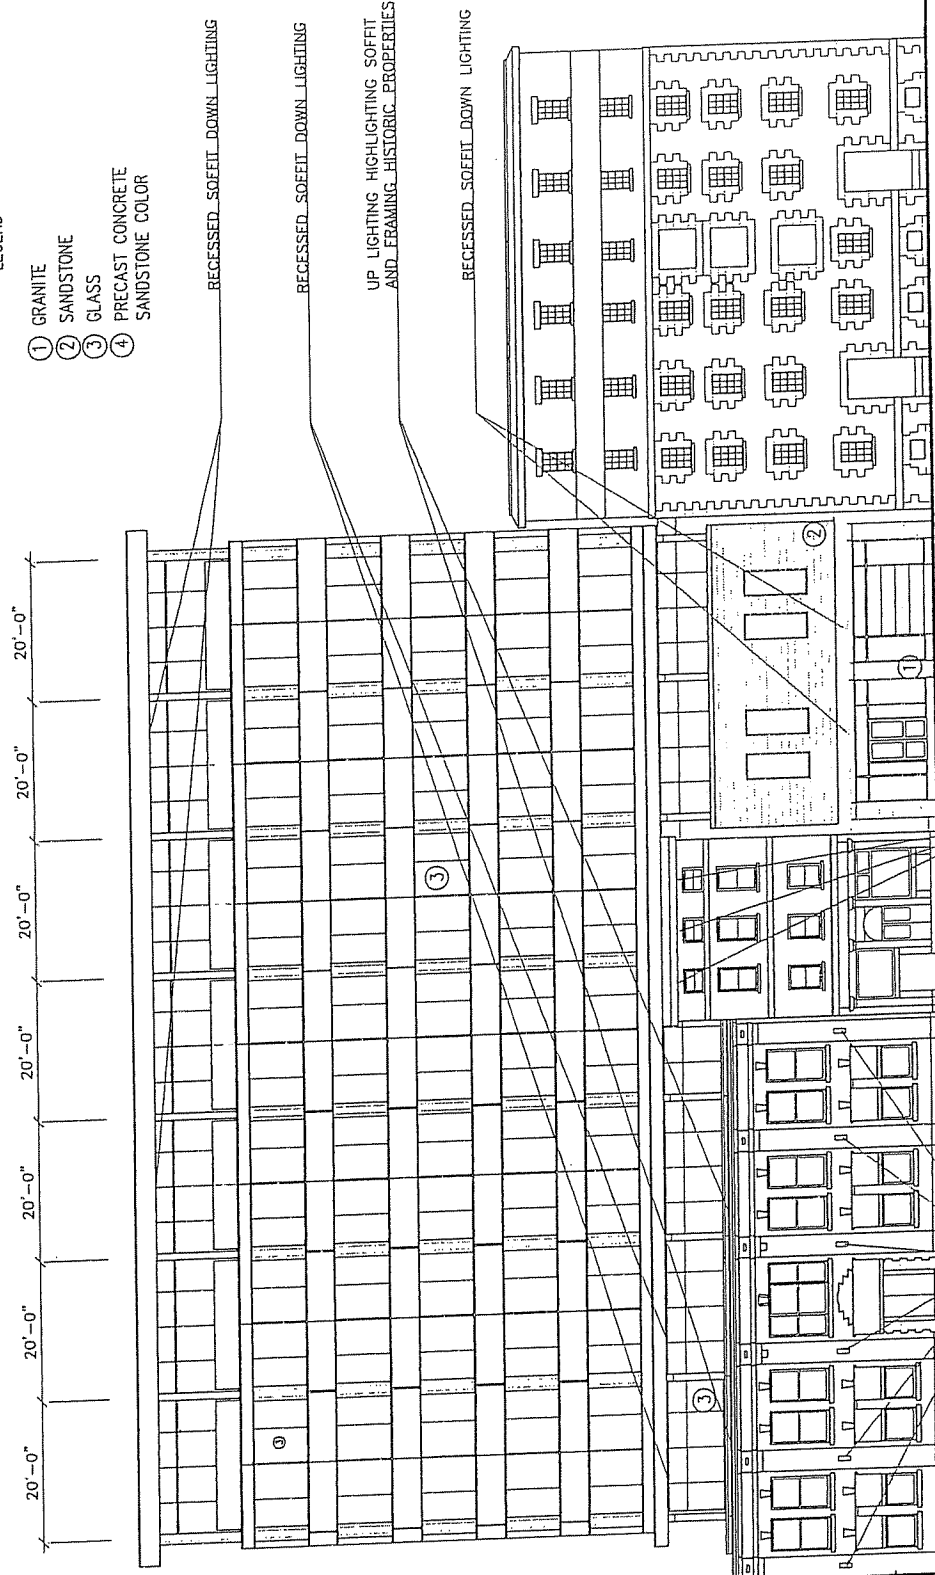 LEGEND
1 GRANITE
2 SANDSTONE
3 GLASS
4 PRECAST CONCRETE
SANDSTONE COLOR
RECESSED SOFFIT DOWN LIGHTING
RECESSED SOFFIT DOWN LIGHTING
UP LIGHTING HIGHLIGHTING SOFFIT
AND FRAMING HISTORIC PROPERTIES
RECESSED SOFFIT DOWN LIGHTING
20'-0"
20'-0"
20'-0"
20'-0"
20'-0"
20'-0"
20'-0"
3
3
3
2
1